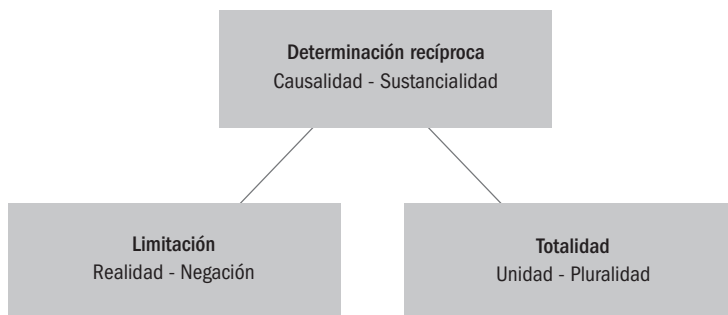 Determinación recíproca
Causalidad - Sustancialidad
Limitación
Realidad - Negación
Totalidad
Unidad - Pluralidad